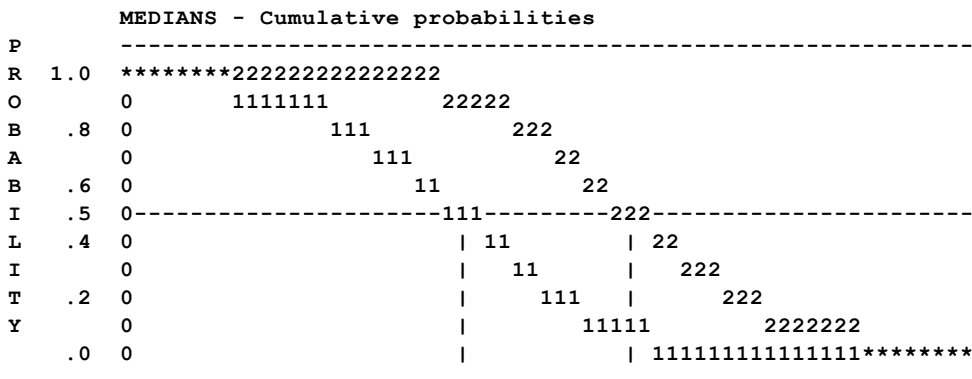 MEDIANS - Cumulative probabilities
P       -------------------------------------------------------------
R  1.0  ********222222222222222
O       0       1111111        22222
B   .8  0              111          222
A       0                 111          22
B   .6  0                    11          22
I   .5  0----------------------111---------222-----------------------
L   .4  0                       | 11        | 22
I       0                       |   11      |   222
T   .2  0                       |     111   |      222
Y       0                       |        11111        2222222
    .0  0                       |           | 111111111111111********